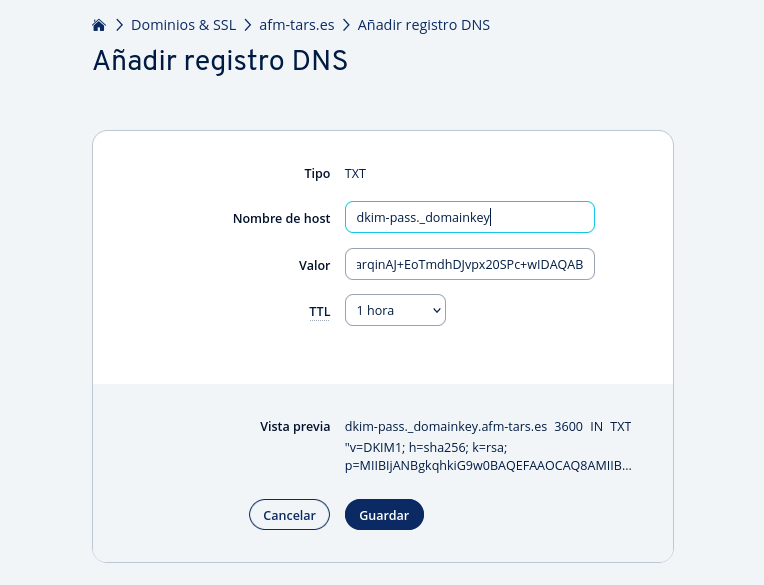 Dominios & SSL > afm-tars.es > Añadir registro DNS
Añadir registro DNS
Tipo TXT
Nombre de host dkim-pass._domainkey
Valor arqinAJ+EoTmdhDJvpx20SPc+wIDAQAB
TTL 1 hora
Vista previa dkim-pass._domainkey.afm-tars.es 3600 IN TXT
"v=DKIM1; h=sha256; k=rsa;
p=MIIBIjANBgkqhkiG9w0BAQEFAAOCAQ8AMIIB...
Cancelar Guardar